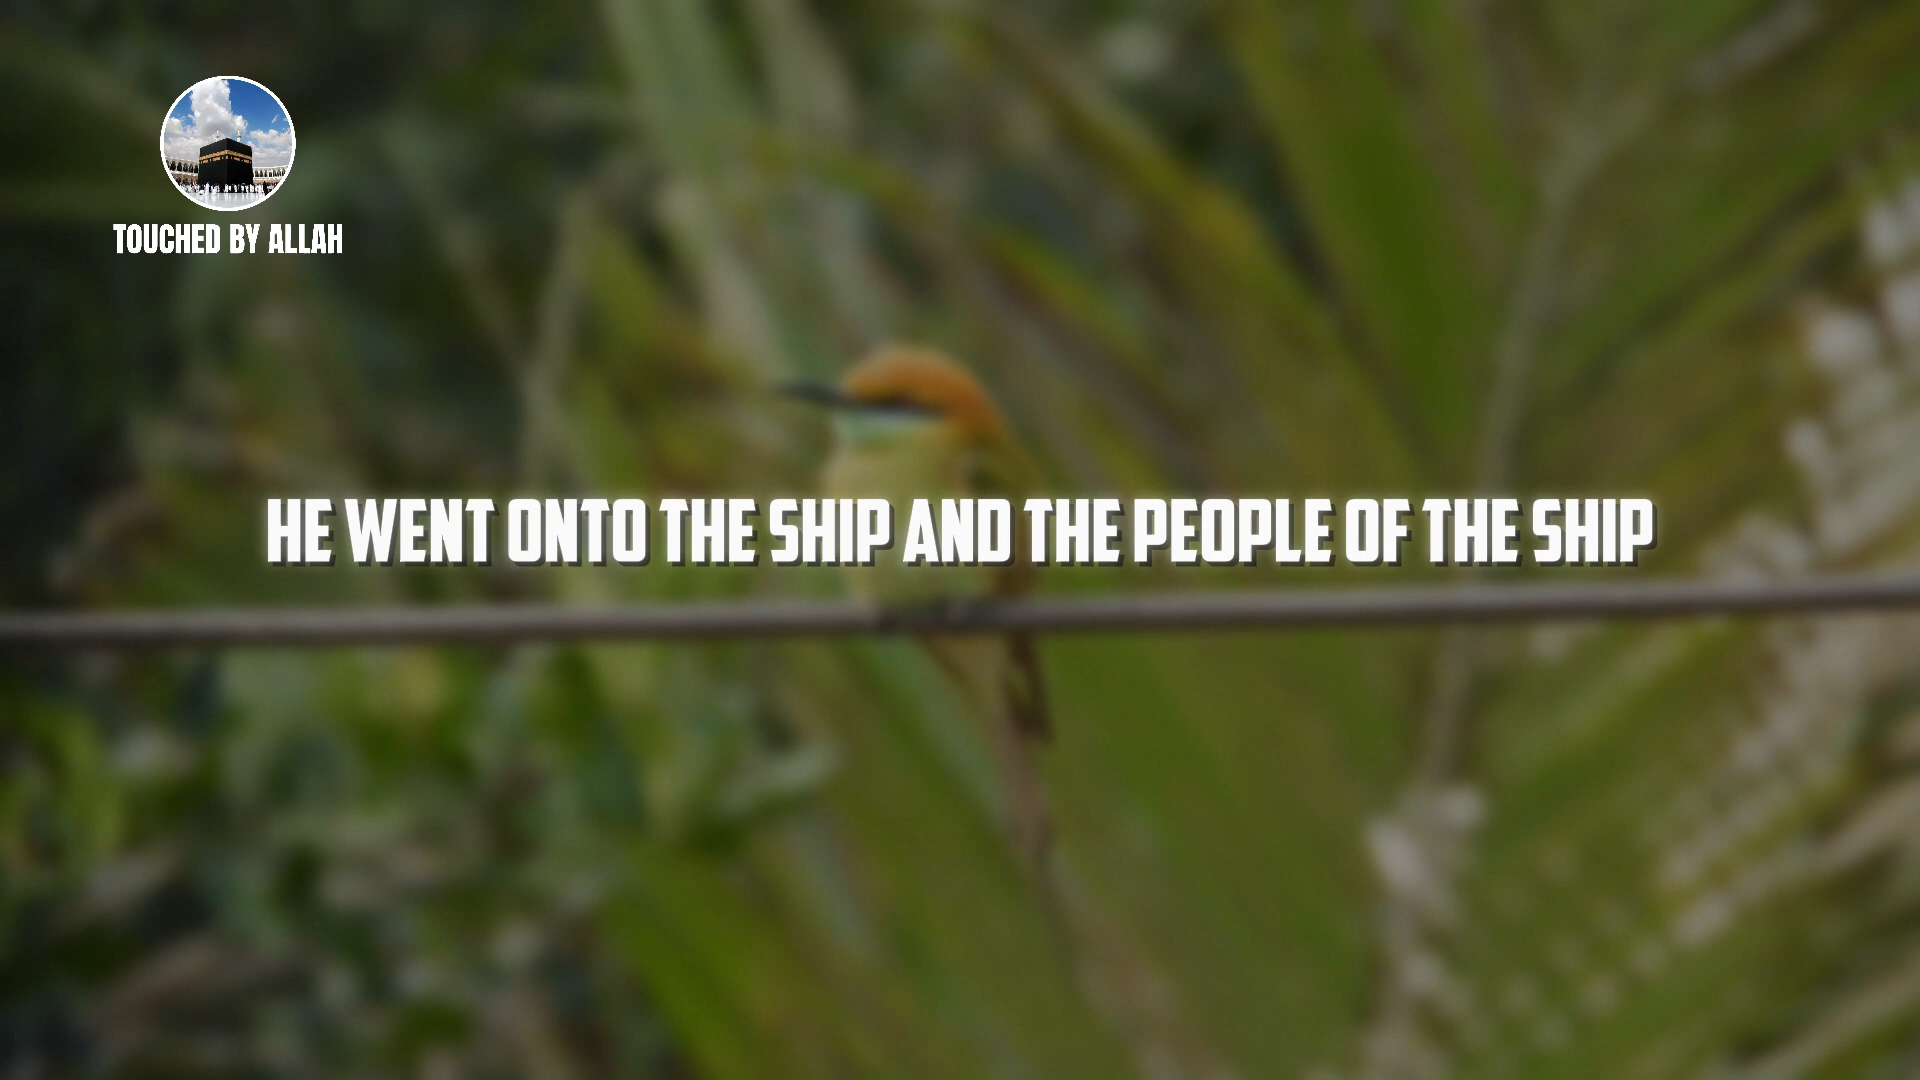 TOUCHED BY ALLAH
HE WENT ONTO THE SHIP AND THE PEOPLE OF THE SHIP